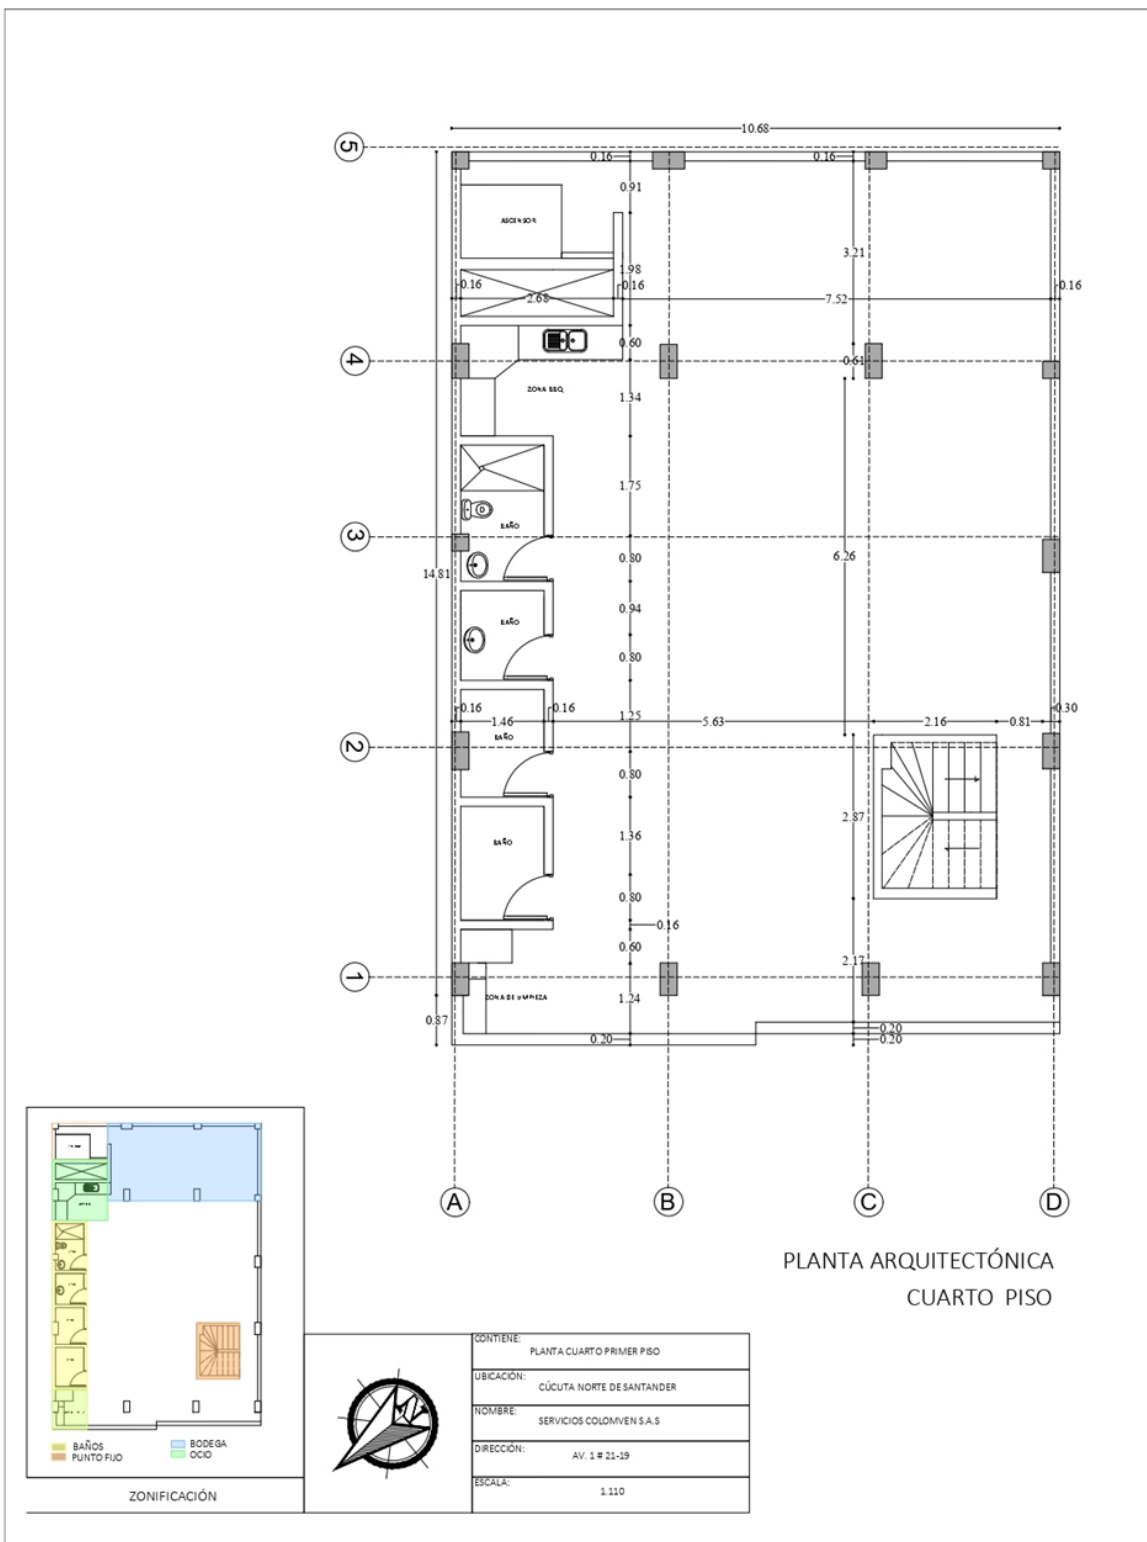 10.68
5
0.16
0.16
0.91
ASCENSOR
3.21
1.98
0.16
0.16
2.68
7.52
0.16
0.60
4
0.61
ZONA BBQ
1.34
1.75
BAÑO
3
0.80
6.26
14.81
0.94
BAÑO
0.80
0.16
0.16
1.25
0.30
1.46
5.63
2.16
0.81
BAÑO
2
0.80
2.87
1.36
BAÑO
0.80
0.16
0.60
2.17
1
1.24
ZONA DE LIMPIEZA
0.87
0.20
0.20
0.20
A
B
C
D
PLANTA ARQUITECTÓNICA
CUARTO PISO
BAÑOS
BODEGA
PUNTO FIJO
OCIO
ZONIFICACIÓN
N
CONTIENE:
PLANTA CUARTO PRIMER PISO
UBICACIÓN:
CÚCUTA NORTE DE SANTANDER
NOMBRE:
SERVICIOS COLOMVEN S.A.S
DIRECCIÓN:
AV. 1 # 21-19
ESCALA:
1.110